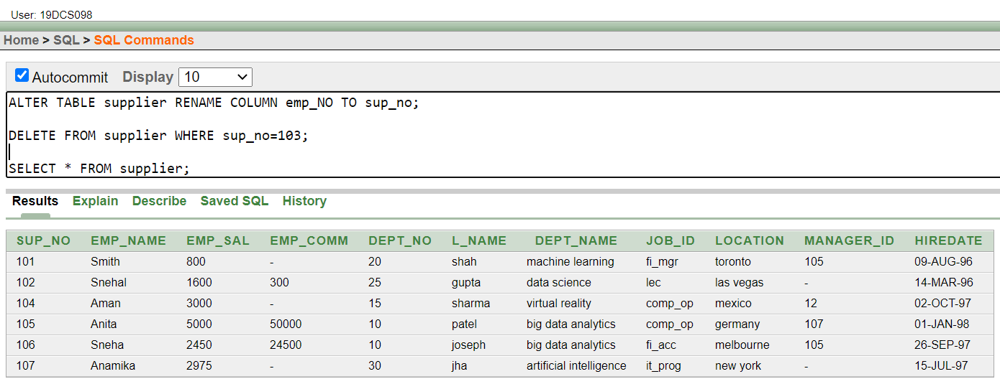 User: 19DCS098
Home > SQL > SQL Commands
Autocommit Display 10
ALTER TABLE supplier RENAME COLUMN emp_NO TO sup_no;
DELETE FROM supplier WHERE sup_no=103;
SELECT * FROM supplier;
Results Explain Describe Saved SQL History
SUP_NO EMP_NAME EMP_SAL EMP_COMM DEPT_NO L_NAME DEPT_NAME JOB_ID LOCATION MANAGER_ID HIREDATE
101 Smith 800 - 20 shah machine learning fi_mgr toronto 105 09-AUG-96
102 Snehal 1600 300 25 gupta data science lec las vegas - 14-MAR-96
104 Aman 3000 - 15 sharma virtual reality comp_op mexico 12 02-OCT-97
105 Anita 5000 50000 10 patel big data analytics comp_op germany 107 01-JAN-98
106 Sneha 2450 24500 10 joseph big data analytics fi_acc melbourne 105 26-SEP-97
107 Anamika 2975 - 30 jha artificial intelligence it_prog new york - 15-JUL-97